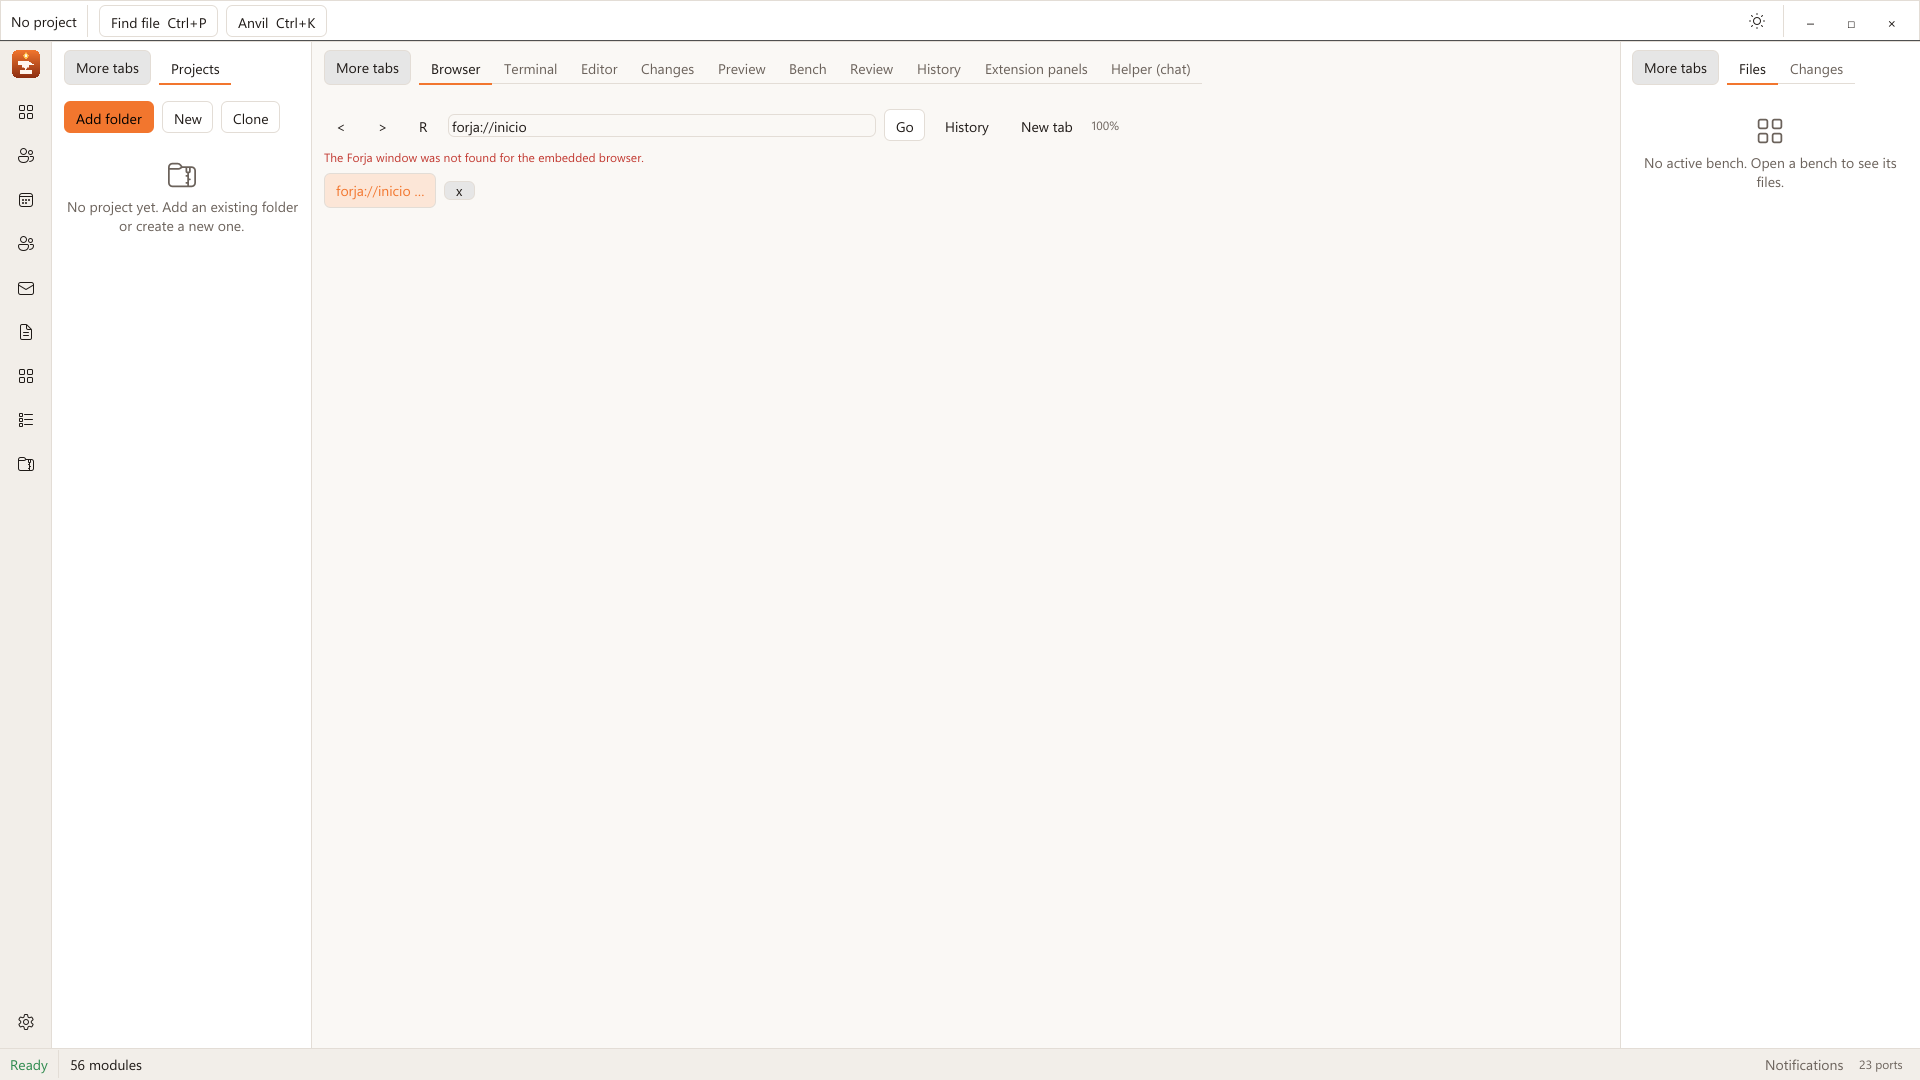 No project
Find file Ctrl+P
Anvil Ctrl+K
More tabs
Projects
Add folder
New
Clone
No project yet. Add an existing folder
or create a new one.
More tabs
Browser
Terminal
Editor
Changes
Preview
Bench
Review
History
Extension panels
Helper (chat)
<
>
R
forja://inicio
Go
History
New tab
100%
The Forja window was not found for the embedded browser.
forja://inicio ...
x
More tabs
Files
Changes
No active bench. Open a bench to see its
files.
Ready
56 modules
Notifications
23 ports